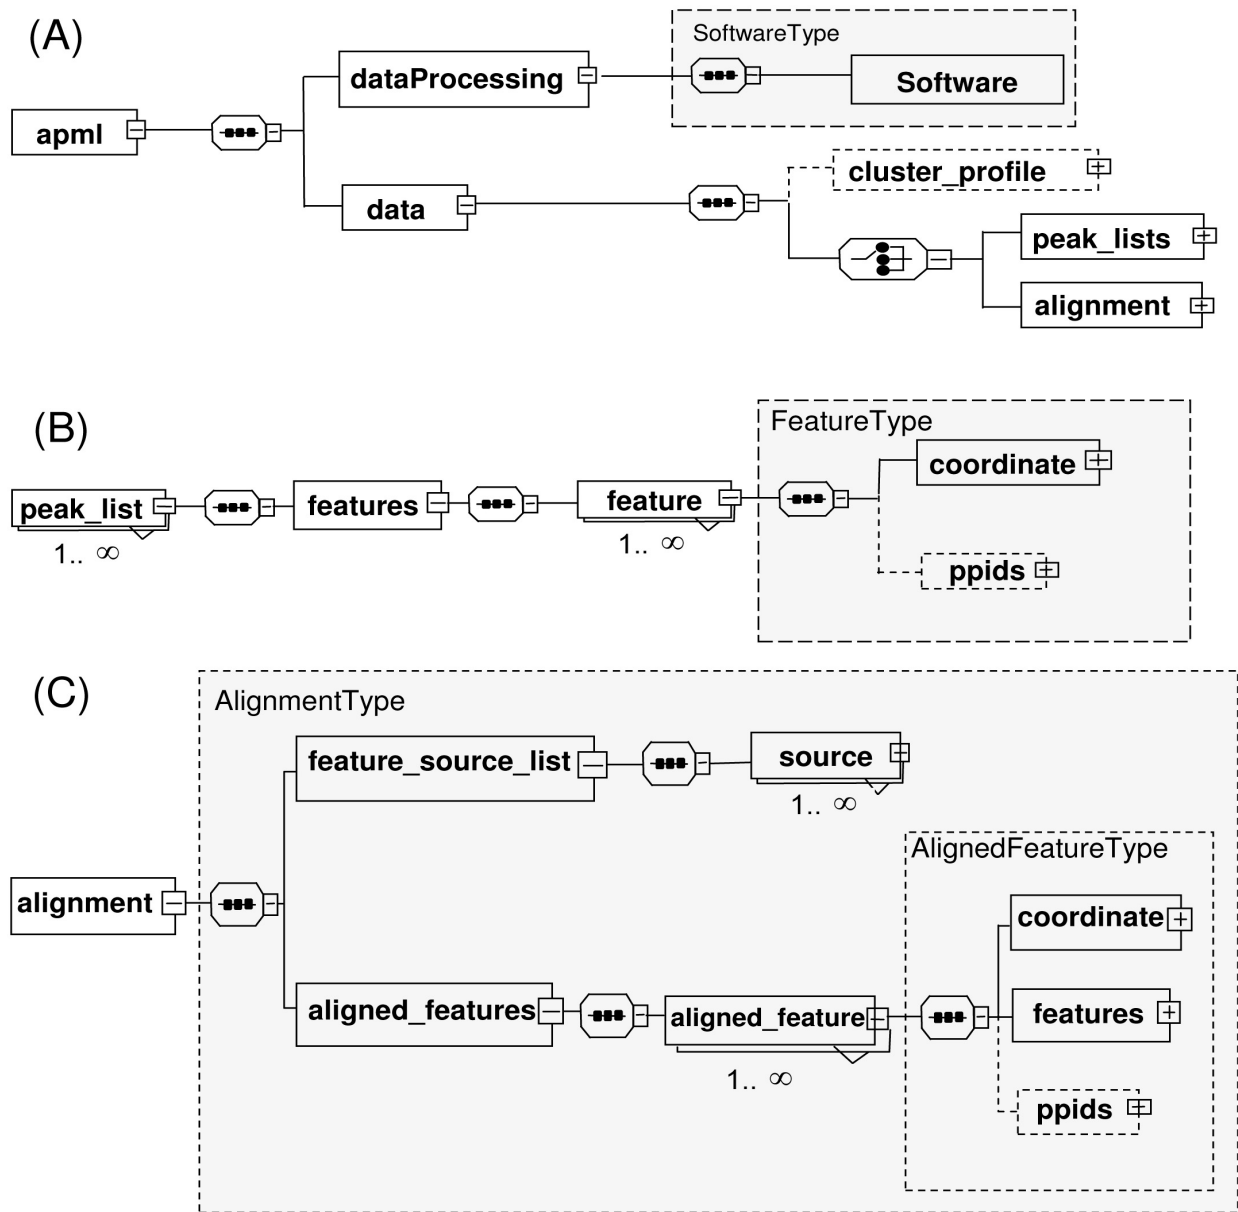 (A)
SoftwareType
dataProcessing
Software
apml
data
cluster_profile
peak_lists
alignment
(B)
FeatureType
coordinate
peak_list
features
feature
1.. ∞
1.. ∞
ppids
(C)
AlignmentType
feature_source_list
source
1.. ∞
AlignedFeatureType
alignment
coordinate
aligned_features
aligned_feature
features
1.. ∞
ppids